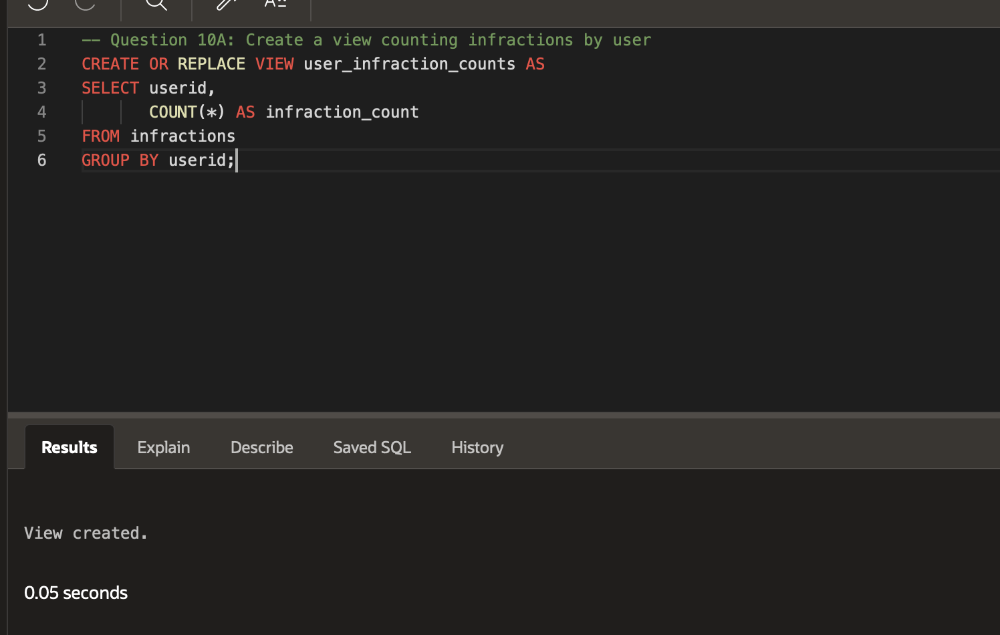 1 -- Question 10A: Create a view counting infractions by user
2 CREATE OR REPLACE VIEW user_infraction_counts AS
3 SELECT userid,
4        COUNT(*) AS infraction_count
5 FROM infractions
6 GROUP BY userid;
Results Explain Describe Saved SQL History
View created.
0.05 seconds